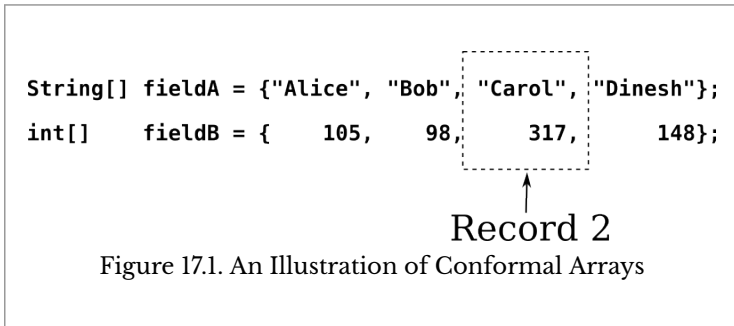 String[] fieldA = {"Alice", "Bob", "Carol", "Dinesh"};
int[] fieldB = { 105, 98, 317, 148};
Record 2
Figure 17.1. An Illustration of Conformal Arrays